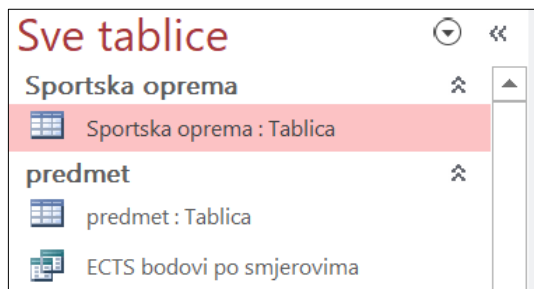 Sve tablice
Sportska oprema
Sportska oprema : Tablica
predmet
predmet : Tablica
ECTS bodovi po smjerovima